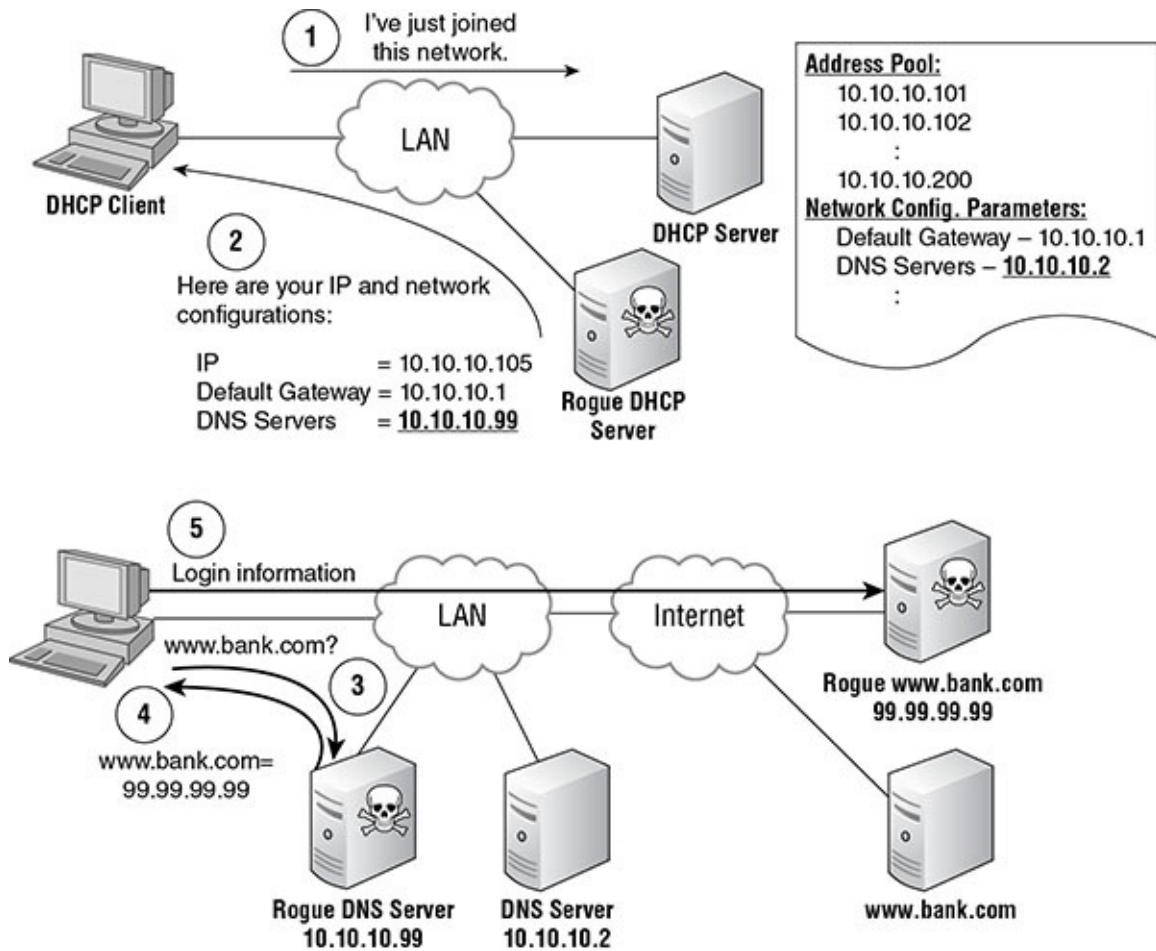 1
I've just joined
this network.
LAN
DHCP Client
DHCP Server
Address Pool:
10.10.10.101
10.10.10.102
:
10.10.10.200
Network Config. Parameters:
Default Gateway – 10.10.10.1
DNS Servers – 10.10.10.2
:
2
Here are your IP and network
configurations:
IP = 10.10.10.105
Default Gateway = 10.10.10.1
DNS Servers = 10.10.10.99
Rogue DHCP
Server
5
Login information
LAN
Internet
www.bank.com?
3
4
www.bank.com=
99.99.99.99
Rogue www.bank.com
99.99.99.99
Rogue DNS Server
10.10.10.99
DNS Server
10.10.10.2
www.bank.com